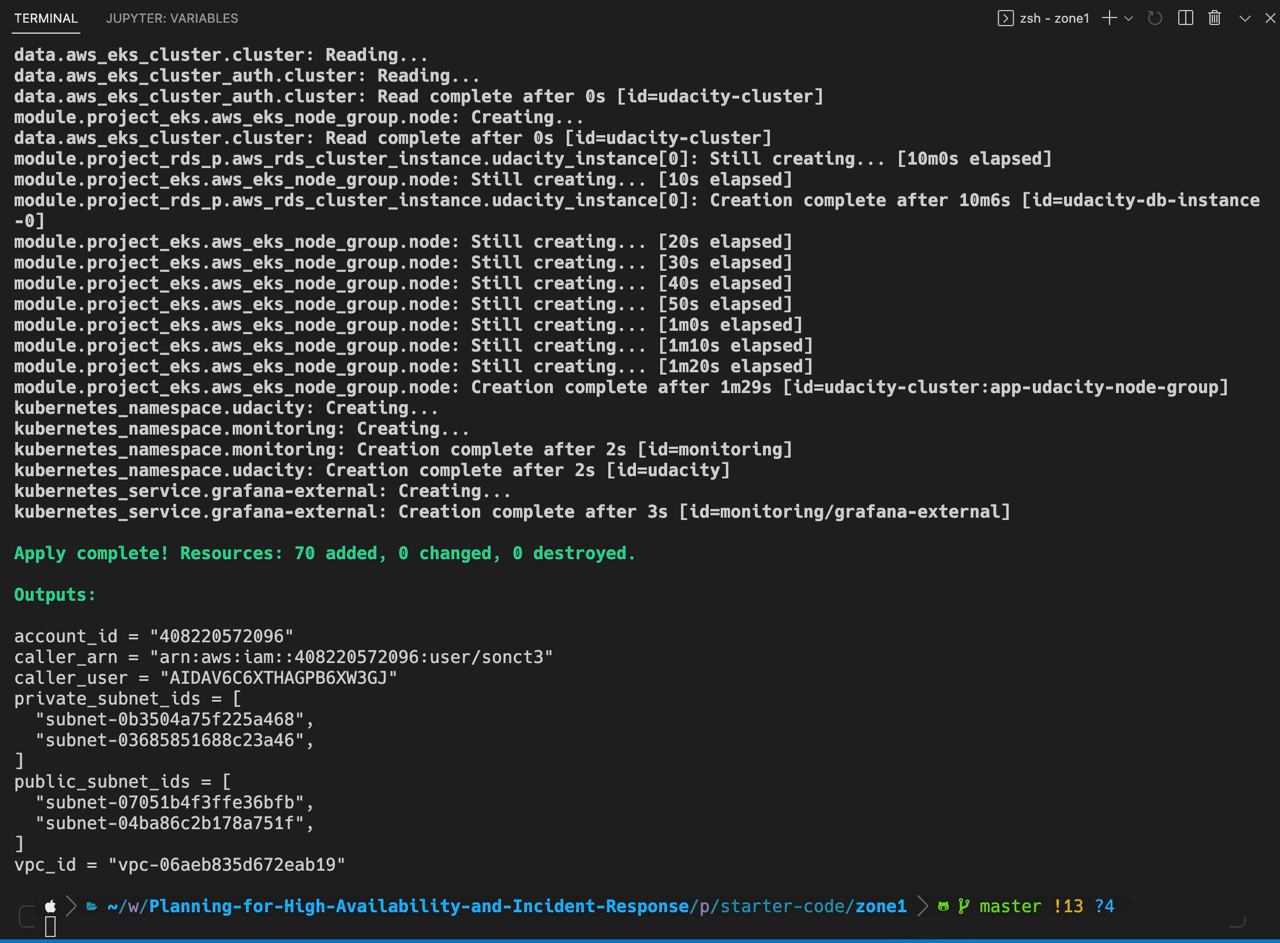 TERMINAL JUPYTER: VARIABLES zsh - zone1
data.aws_eks_cluster.cluster: Reading...
data.aws_eks_cluster_auth.cluster: Reading...
data.aws_eks_cluster_auth.cluster: Read complete after 0s [id=udacity-cluster]
module.project_eks.aws_eks_node_group.node: Creating...
data.aws_eks_cluster.cluster: Read complete after 0s [id=udacity-cluster]
module.project_rds_p.aws_rds_cluster_instance.udacity_instance[0]: Still creating... [10m0s elapsed]
module.project_eks.aws_eks_node_group.node: Still creating... [10s elapsed]
module.project_rds_p.aws_rds_cluster_instance.udacity_instance[0]: Creation complete after 10m6s [id=udacity-db-instance
-0]
module.project_eks.aws_eks_node_group.node: Still creating... [20s elapsed]
module.project_eks.aws_eks_node_group.node: Still creating... [30s elapsed]
module.project_eks.aws_eks_node_group.node: Still creating... [40s elapsed]
module.project_eks.aws_eks_node_group.node: Still creating... [50s elapsed]
module.project_eks.aws_eks_node_group.node: Still creating... [1m0s elapsed]
module.project_eks.aws_eks_node_group.node: Still creating... [1m10s elapsed]
module.project_eks.aws_eks_node_group.node: Still creating... [1m20s elapsed]
module.project_eks.aws_eks_node_group.node: Creation complete after 1m29s [id=udacity-cluster:app-udacity-node-group]
kubernetes_namespace.udacity: Creating...
kubernetes_namespace.monitoring: Creating...
kubernetes_namespace.monitoring: Creation complete after 2s [id=monitoring]
kubernetes_namespace.udacity: Creation complete after 2s [id=udacity]
kubernetes_service.grafana-external: Creating...
kubernetes_service.grafana-external: Creation complete after 3s [id=monitoring/grafana-external]
Apply complete! Resources: 70 added, 0 changed, 0 destroyed.
Outputs:
account_id = "408220572096"
caller_arn = "arn:aws:iam::408220572096:user/sonct3"
caller_user = "AIDAV6C6XTHAGPB6XW3GJ"
private_subnet_ids = [
  "subnet-0b3504a75f225a468",
  "subnet-03685851688c23a46",
]
public_subnet_ids = [
  "subnet-07051b4f3ffe36bfb",
  "subnet-04ba86c2b178a751f",
]
vpc_id = "vpc-06aeb835d672eab19"
~/w/Planning-for-High-Availability-and-Incident-Response/p/starter-code/zone1 master !13 ?4